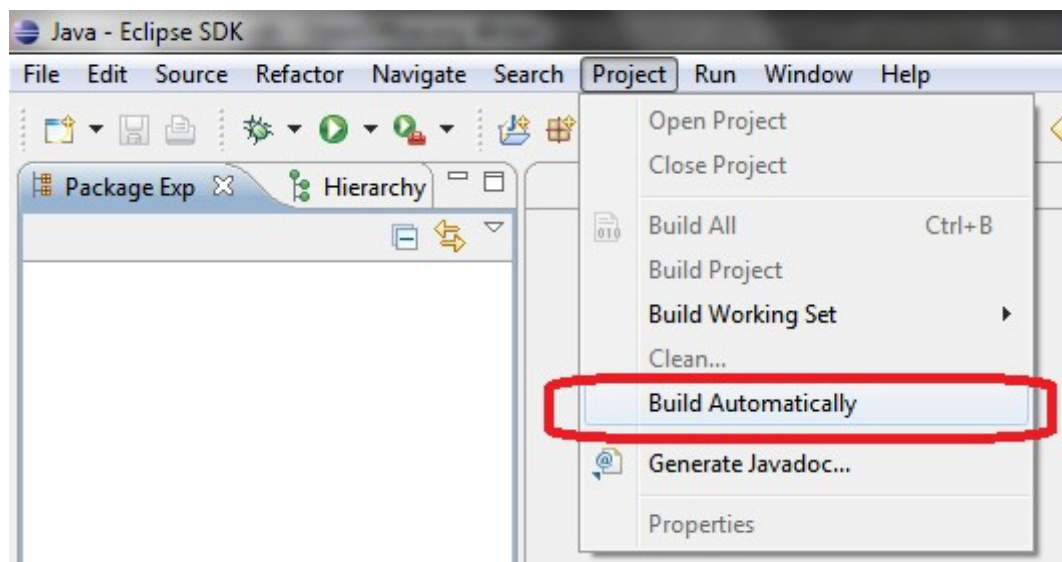 Java - Eclipse SDK
File Edit Source Refactor Navigate Search Project Run Window Help
Package Exp Hierarchy
Open Project
Close Project
Build All Ctrl+B
Build Project
Build Working Set
Clean...
Build Automatically
Generate Javadoc...
Properties